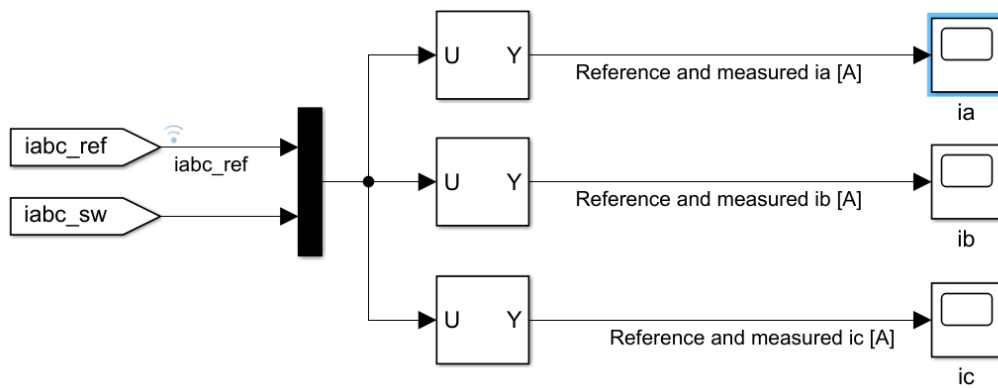 U Y
Reference and measured ia [A]
ia
iabc_ref
iabc_ref
iabc_sw
U Y
Reference and measured ib [A]
ib
U Y
Reference and measured ic [A]
ic